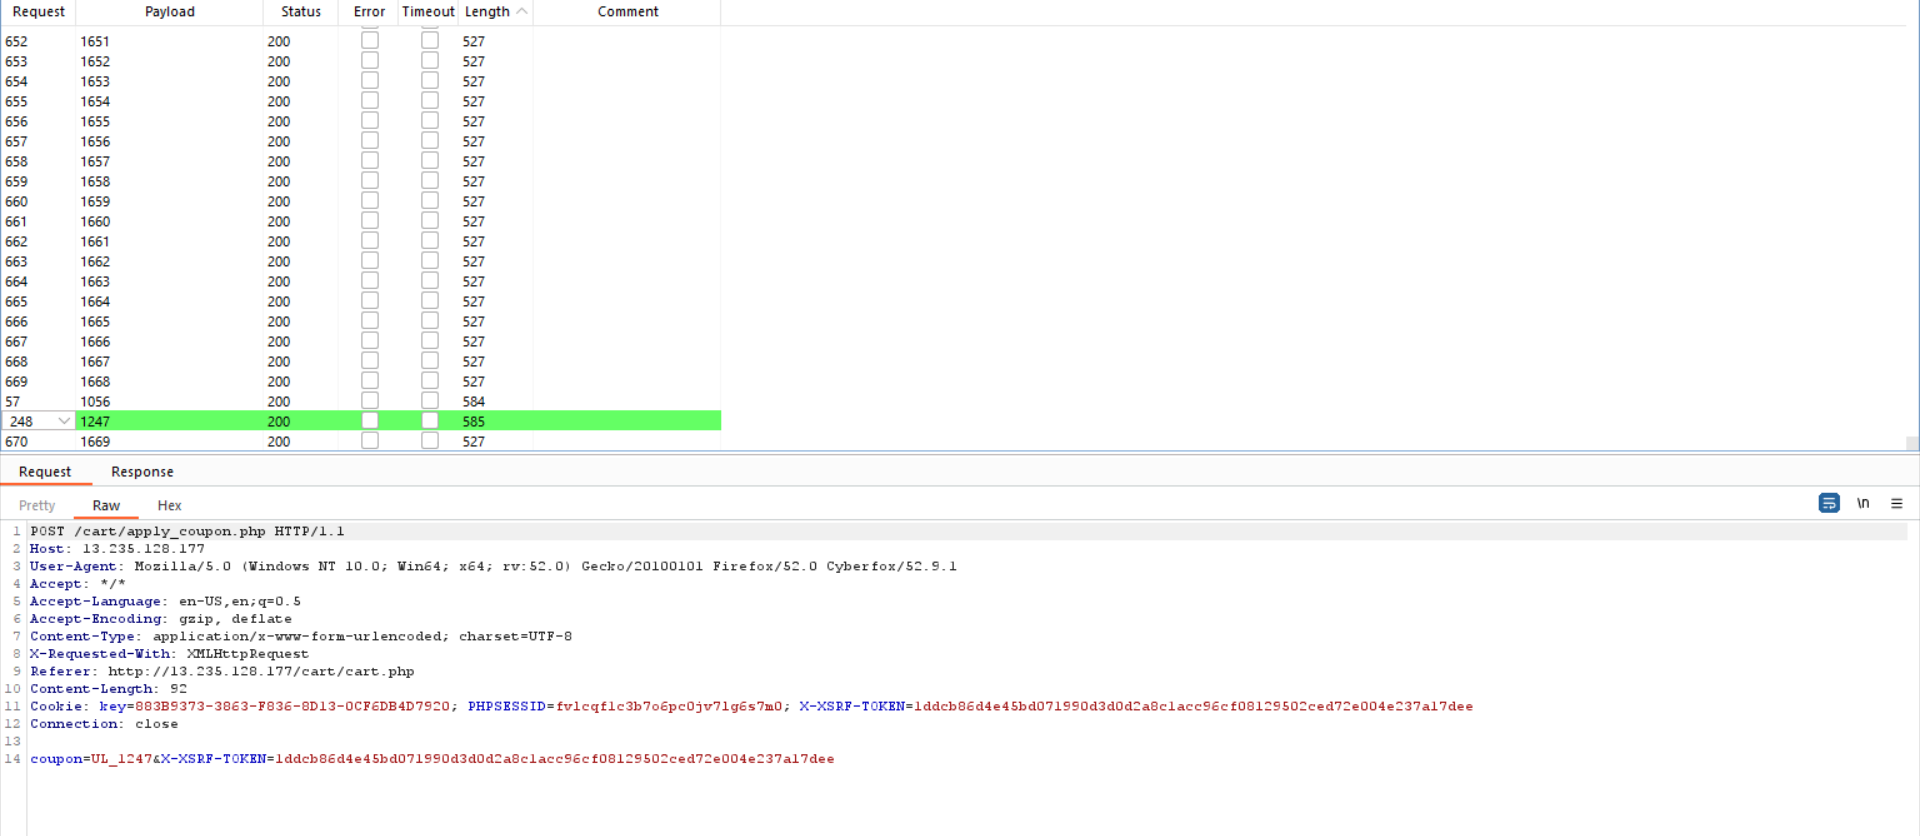 Request Payload Status Error Timeout Length Comment
652 1651 200 527
653 1652 200 527
654 1653 200 527
655 1654 200 527
656 1655 200 527
657 1656 200 527
658 1657 200 527
659 1658 200 527
660 1659 200 527
661 1660 200 527
662 1661 200 527
663 1662 200 527
664 1663 200 527
665 1664 200 527
666 1665 200 527
667 1666 200 527
668 1667 200 527
669 1668 200 527
57 1056 200 584
248 1247 200 585
670 1669 200 527
Request Response
Pretty Raw Hex \n
1 POST /cart/apply_coupon.php HTTP/1.1
2 Host: 13.235.128.177
3 User-Agent: Mozilla/5.0 (Windows NT 10.0; Win64; x64; rv:52.0) Gecko/20100101 Firefox/52.0 Cyberfox/52.9.1
4 Accept: */*
5 Accept-Language: en-US,en;q=0.5
6 Accept-Encoding: gzip, deflate
7 Content-Type: application/x-www-form-urlencoded; charset=UTF-8
8 X-Requested-With: XMLHttpRequest
9 Referer: http://13.235.128.177/cart/cart.php
10 Content-Length: 92
11 Cookie: key=883B9373-3863-F836-8D13-0CF6DB4D7920; PHPSESSID=fvlcqflc3b7o6pc0jv7lg6s7m0; X-XSRF-TOKEN=1ddcb86d4e45bd071990d3d0d2a8c1acc96cf08129502ced72e004e237a17dee
12 Connection: close
13
14 coupon=UL_1247&X-XSRF-TOKEN=1ddcb86d4e45bd071990d3d0d2a8c1acc96cf08129502ced72e004e237a17dee